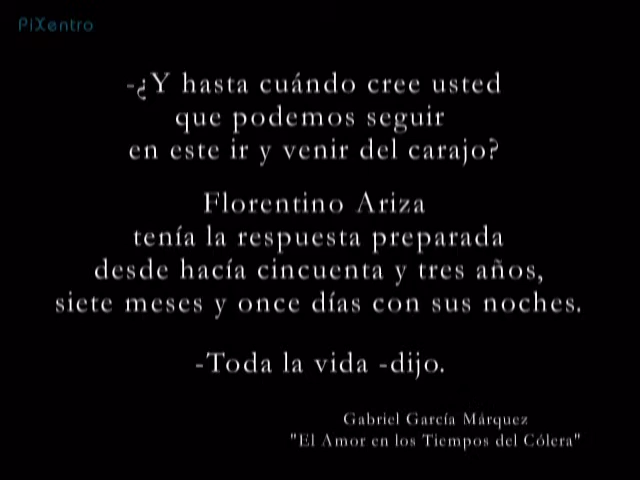 PiXentro
-¿Y hasta cuándo cree usted
que podemos seguir
en este ir y venir del carajo?
Florentino Ariza
tenía la respuesta preparada
desde hacía cincuenta y tres años,
siete meses y once días con sus noches.
-Toda la vida -dijo.
Gabriel García Márquez
"El Amor en los Tiempos del Cólera"